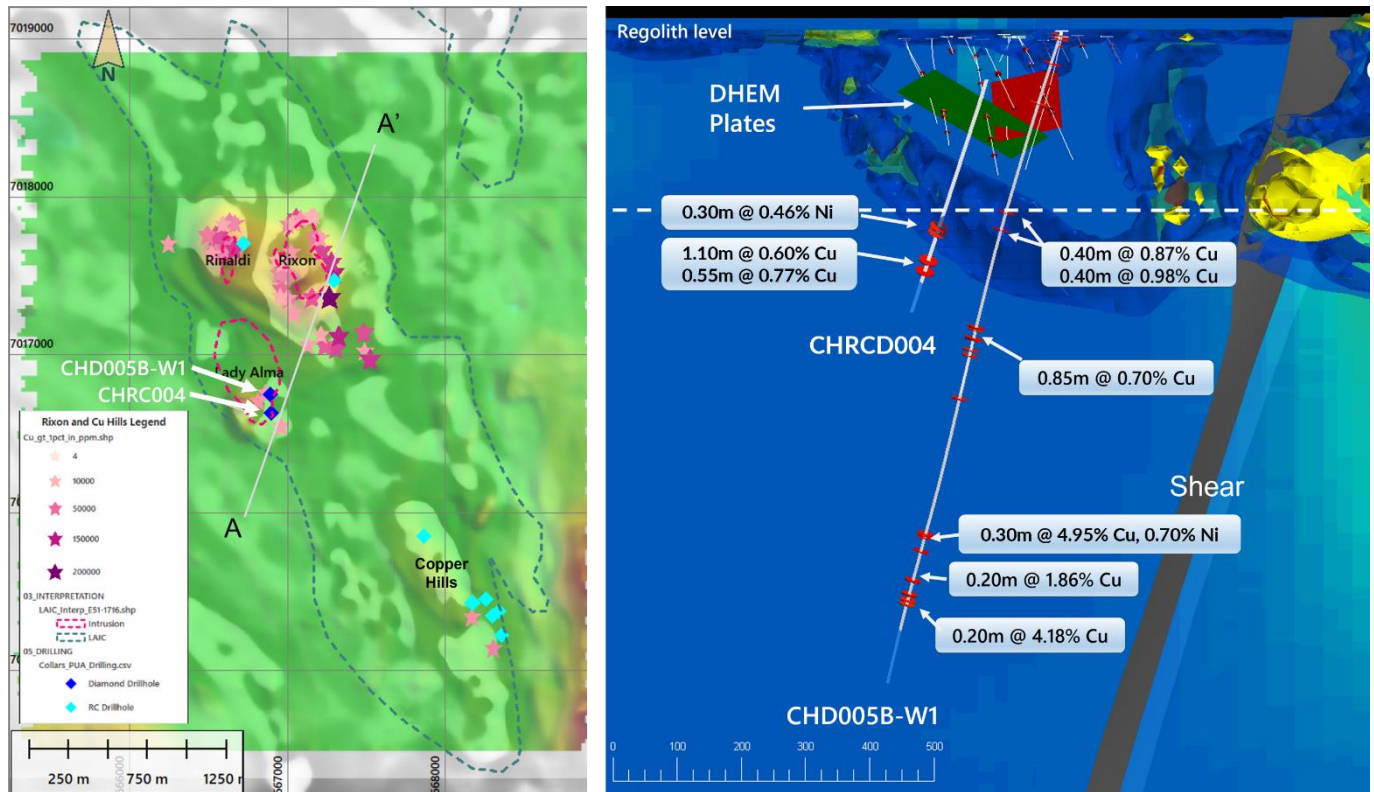 7019000
N
A'
7018000
Rinaldi
Rixon
7017000
CHD005B-W1
Lady Alma
CHRC004
Rixon and Cu Hills Legend
Cu_gt_1pct_in_ppm.shp
4
10000
50000
150000
200000
03_INTERPRETATION
LAIC_Interp_E51-1716.shp
Intrusion
LAIC
05_DRILLING
Collars_PUA_Drilling.csv
Diamond Drillhole
RC Drillhole
A
Copper
Hills
250 m
750 m
1250 m
567000
568000
Regolith level
DHEM
Plates
0.30m @ 0.46% Ni
1.10m @ 0.60% Cu
0.55m @ 0.77% Cu
0.40m @ 0.87% Cu
0.40m @ 0.98% Cu
CHRCD004
0.85m @ 0.70% Cu
Shear
0.30m @ 4.95% Cu, 0.70% Ni
0.20m @ 1.86% Cu
0.20m @ 4.18% Cu
CHD005B-W1
0 100 200 300 400 500